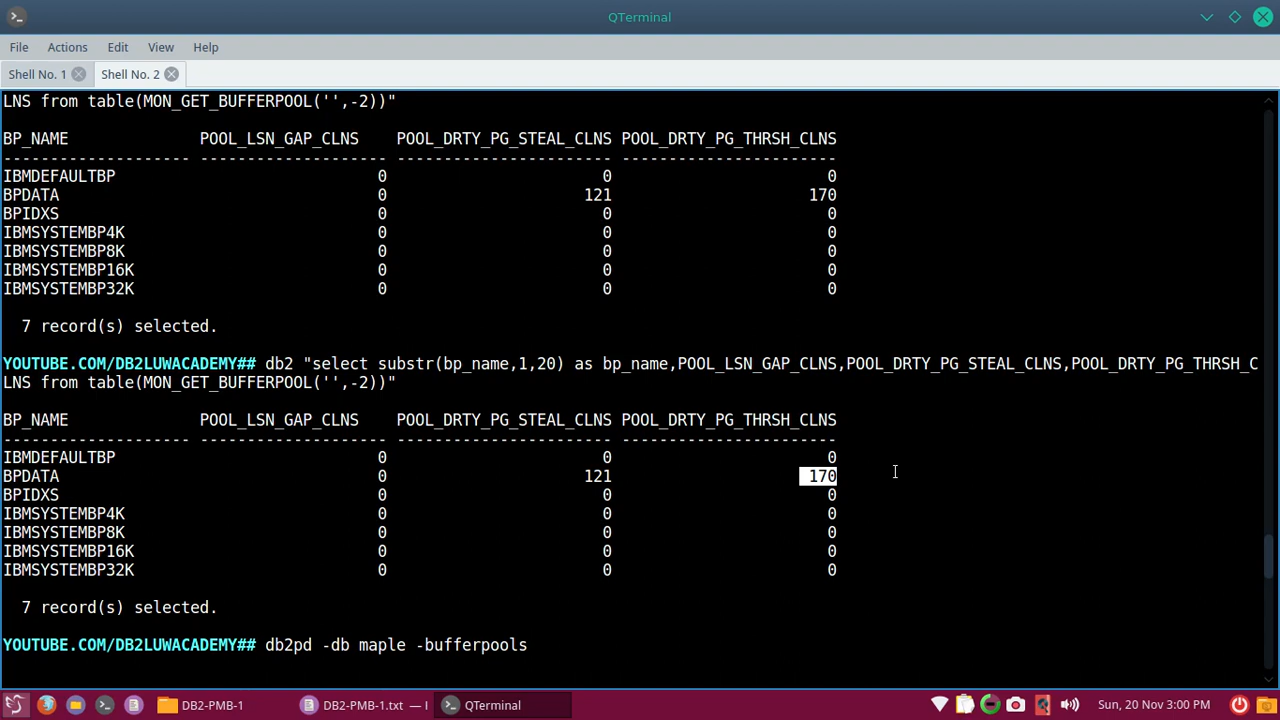 QTerminal
File Actions Edit View Help
Shell No. 1 Shell No. 2
LNS from table(MON_GET_BUFFERPOOL('',-2))"
BP_NAME POOL_LSN_GAP_CLNS POOL_DRTY_PG_STEAL_CLNS POOL_DRTY_PG_THRSH_CLNS
-------------------- -------------------- ----------------------- -----------------------
IBMDEFAULTBP 0 0 0
BPDATA 0 121 170
BPIDXS 0 0 0
IBMSYSTEMBP4K 0 0 0
IBMSYSTEMBP8K 0 0 0
IBMSYSTEMBP16K 0 0 0
IBMSYSTEMBP32K 0 0 0
7 record(s) selected.
YOUTUBE.COM/DB2LUWACADEMY## db2 "select substr(bp_name,1,20) as bp_name,POOL_LSN_GAP_CLNS,POOL_DRTY_PG_STEAL_CLNS,POOL_DRTY_PG_THRSH_C
LNS from table(MON_GET_BUFFERPOOL('',-2))"
BP_NAME POOL_LSN_GAP_CLNS POOL_DRTY_PG_STEAL_CLNS POOL_DRTY_PG_THRSH_CLNS
-------------------- -------------------- ----------------------- -----------------------
IBMDEFAULTBP 0 0 0
BPDATA 0 121 170
BPIDXS 0 0 0
IBMSYSTEMBP4K 0 0 0
IBMSYSTEMBP8K 0 0 0
IBMSYSTEMBP16K 0 0 0
IBMSYSTEMBP32K 0 0 0
7 record(s) selected.
YOUTUBE.COM/DB2LUWACADEMY## db2pd -db maple -bufferpools
DB2-PMB-1 DB2-PMB-1.txt — QTerminal Sun, 20 Nov 3:00 PM